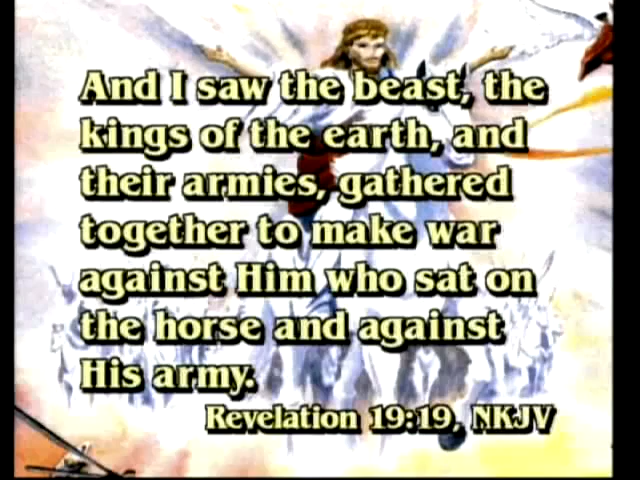 And I saw the beast, the
kings of the earth, and
their armies, gathered
together to make war
against Him who sat on
the horse and against
His army.
Revelation 19:19, NKJV